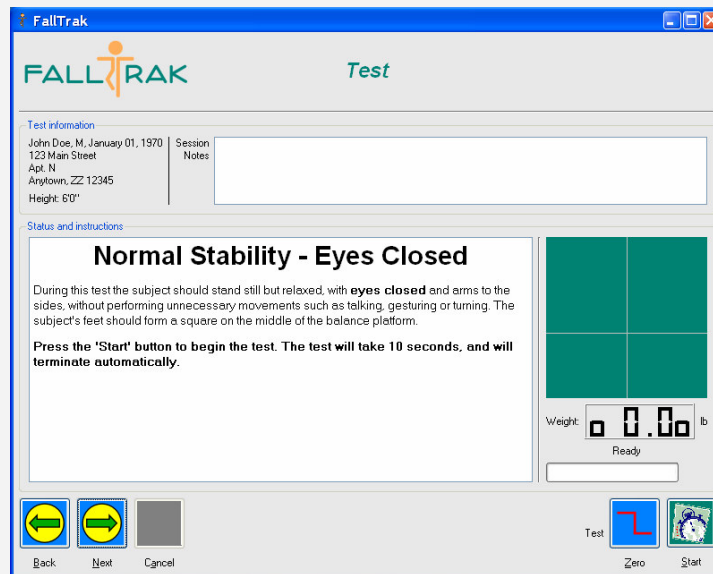 FallTrak
FALLTRAK
Test
Test information
John Doe, M, January 01, 1970
123 Main Street
Apt. N
Anytown, ZZ 12345
Height: 6'0''
Session
Notes
Status and instructions
Normal Stability - Eyes Closed
During this test the subject should stand still but relaxed, with eyes closed and arms to the
sides, without performing unnecessary movements such as talking, gesturing or turning. The
subject's feet should form a square on the middle of the balance platform.
Press the 'Start' button to begin the test. The test will take 10 seconds, and will
terminate automatically.
Weight: o 0.0o lb
Ready
Back
Next
Cancel
Test
Zero
Start